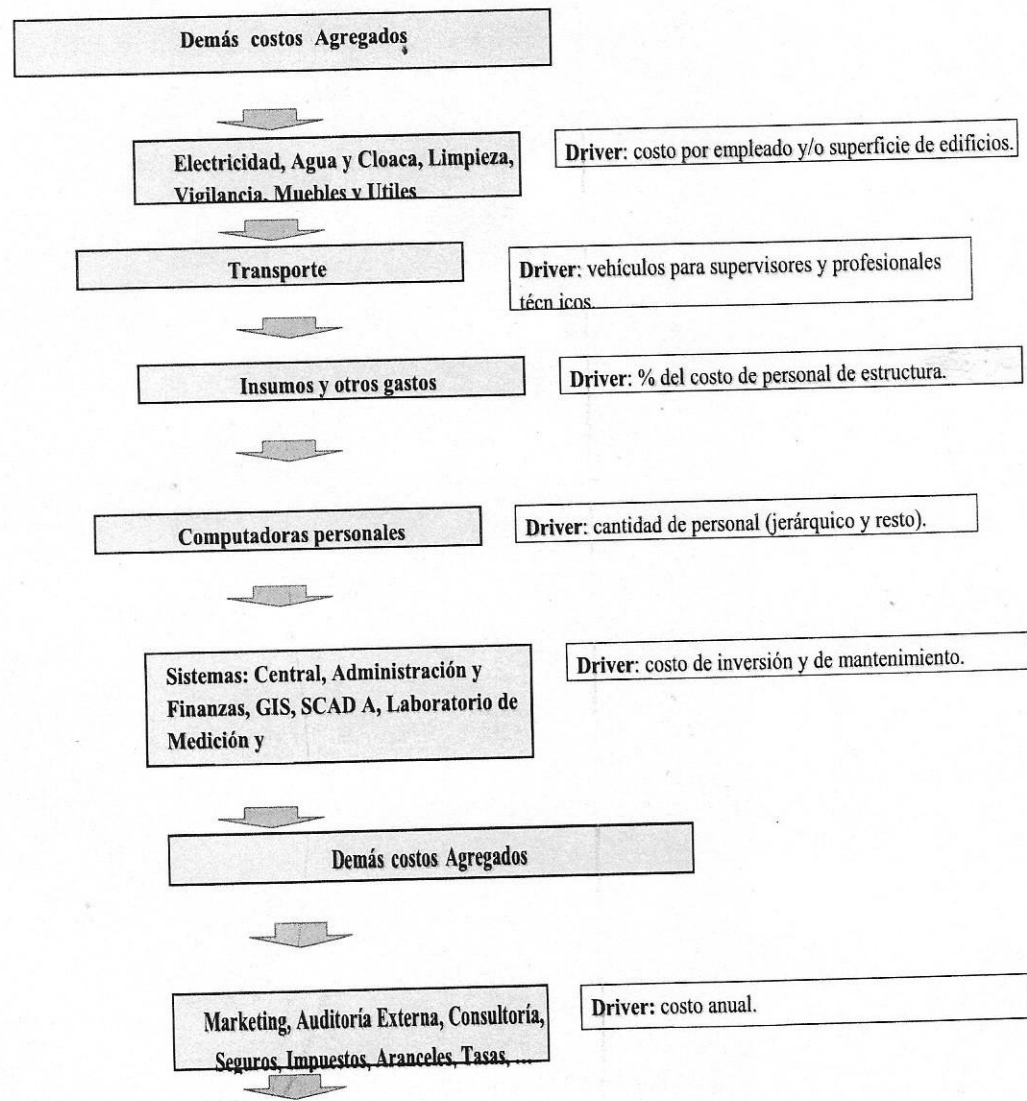 Demás costos Agregados
Electricidad, Agua y Cloaca, Limpieza,
Vigilancia, Muebles y Utiles
Driver: costo por empleado y/o superficie de edificios.
Transporte
Driver: vehículos para supervisores y profesionales
técn icos.
Insumos y otros gastos
Driver: % del costo de personal de estructura.
Computadoras personales
Driver: cantidad de personal (jerárquico y resto).
Sistemas: Central, Administración y
Finanzas, GIS, SCAD A, Laboratorio de
Medición y
Driver: costo de inversión y de mantenimiento.
Demás costos Agregados
Marketing, Auditoría Externa, Consultoría,
Seguros, Impuestos, Aranceles, Tasas, ...
Driver: costo anual.